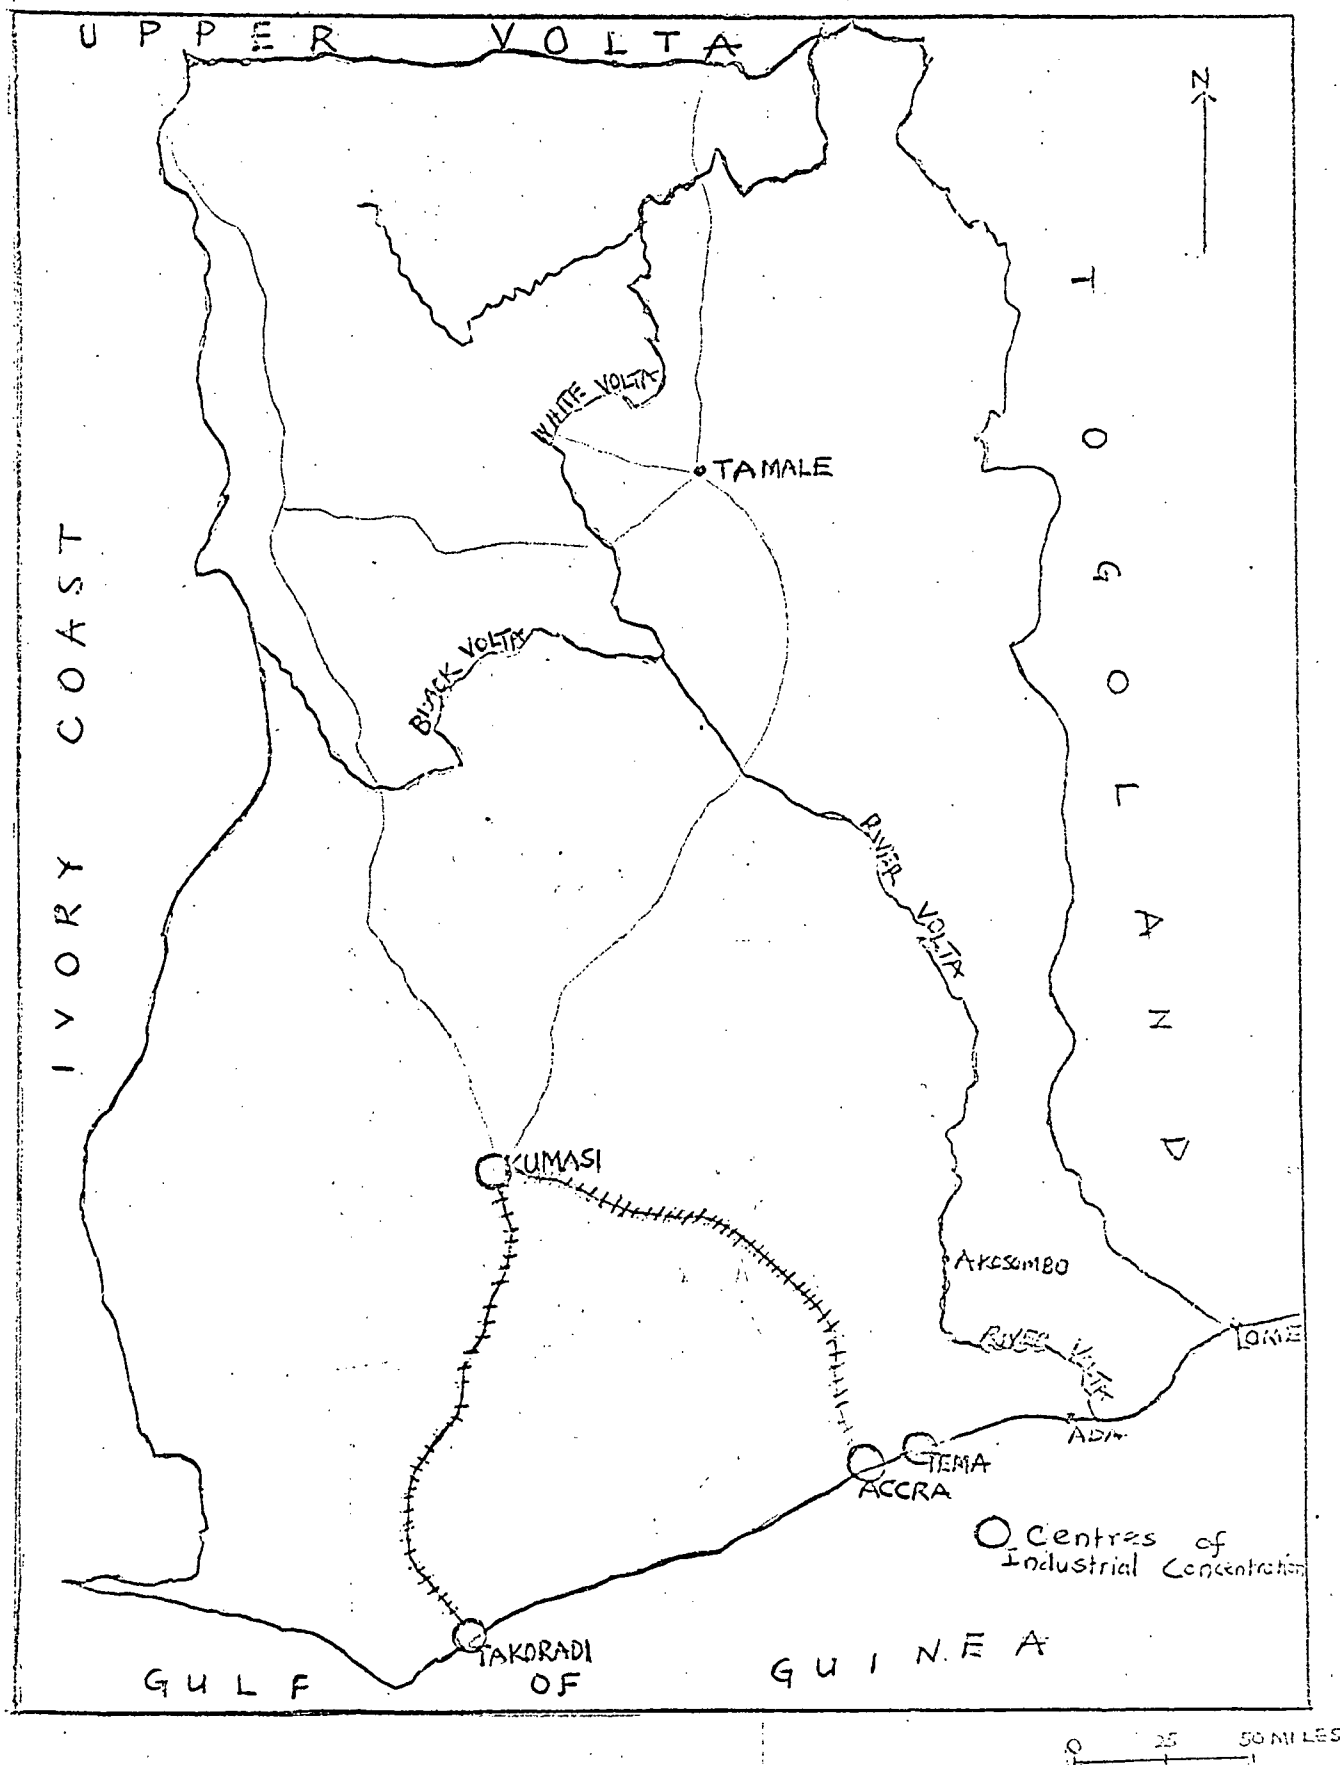 UPPER VOLTA
N
TOGOLAND
WHITE VOLTA
TAMALE
IVORY COAST
BLACK VOLTA
RIVER VOLTA
KUMASI
AKOSOMBO
RIVER VOLTA
LOME
ADA
TEMA
ACCRA
Centres of
Industrial Concentration
TAKORADI
GULF OF GUINEA
0 25 50 MILES